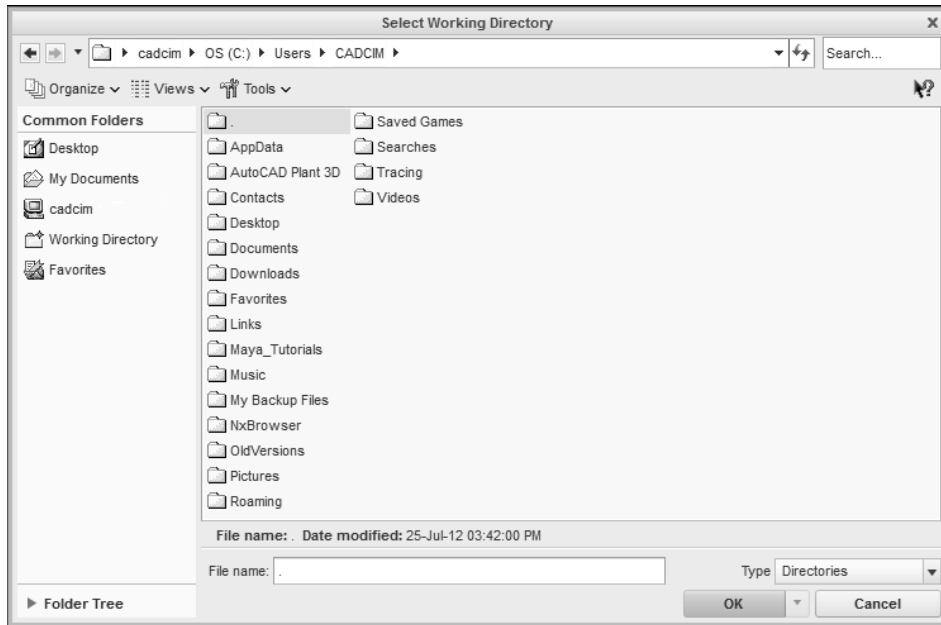 Select Working Directory
cadcim OS (C:) Users CADCIM
Search...
Organize Views Tools
Common Folders
Desktop
My Documents
cadcim
Working Directory
Favorites
.
AppData
AutoCAD Plant 3D
Contacts
Desktop
Documents
Downloads
Favorites
Links
Maya_Tutorials
Music
My Backup Files
NxBrowser
OldVersions
Pictures
Roaming
Saved Games
Searches
Tracing
Videos
File name: . Date modified: 25-Jul-12 03:42:00 PM
File name: .
Type Directories
Folder Tree
OK
Cancel